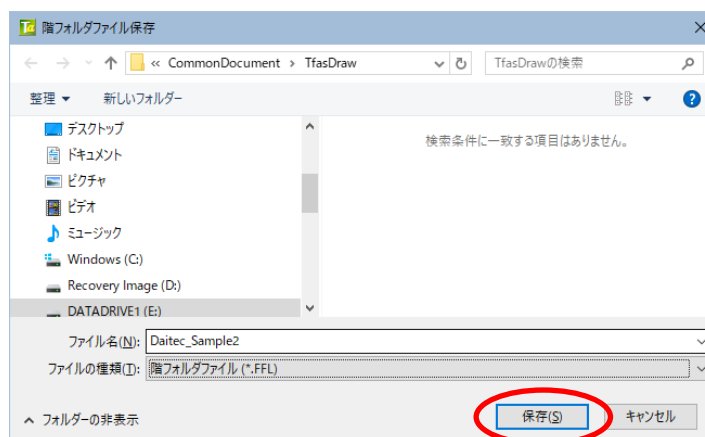 Tf 階フォルダファイル保存
« CommonDocument › TfasDraw
TfasDrawの検索
整理 新しいフォルダー
デスクトップ
ドキュメント
ピクチャ
ビデオ
ミュージック
Windows (C:)
Recovery Image (D:)
DATADRIVE1 (E:)
検索条件に一致する項目はありません。
ファイル名(N): Daitec_Sample2
ファイルの種類(T): 階フォルダファイル (*.FFL)
フォルダーの非表示
保存(S) キャンセル